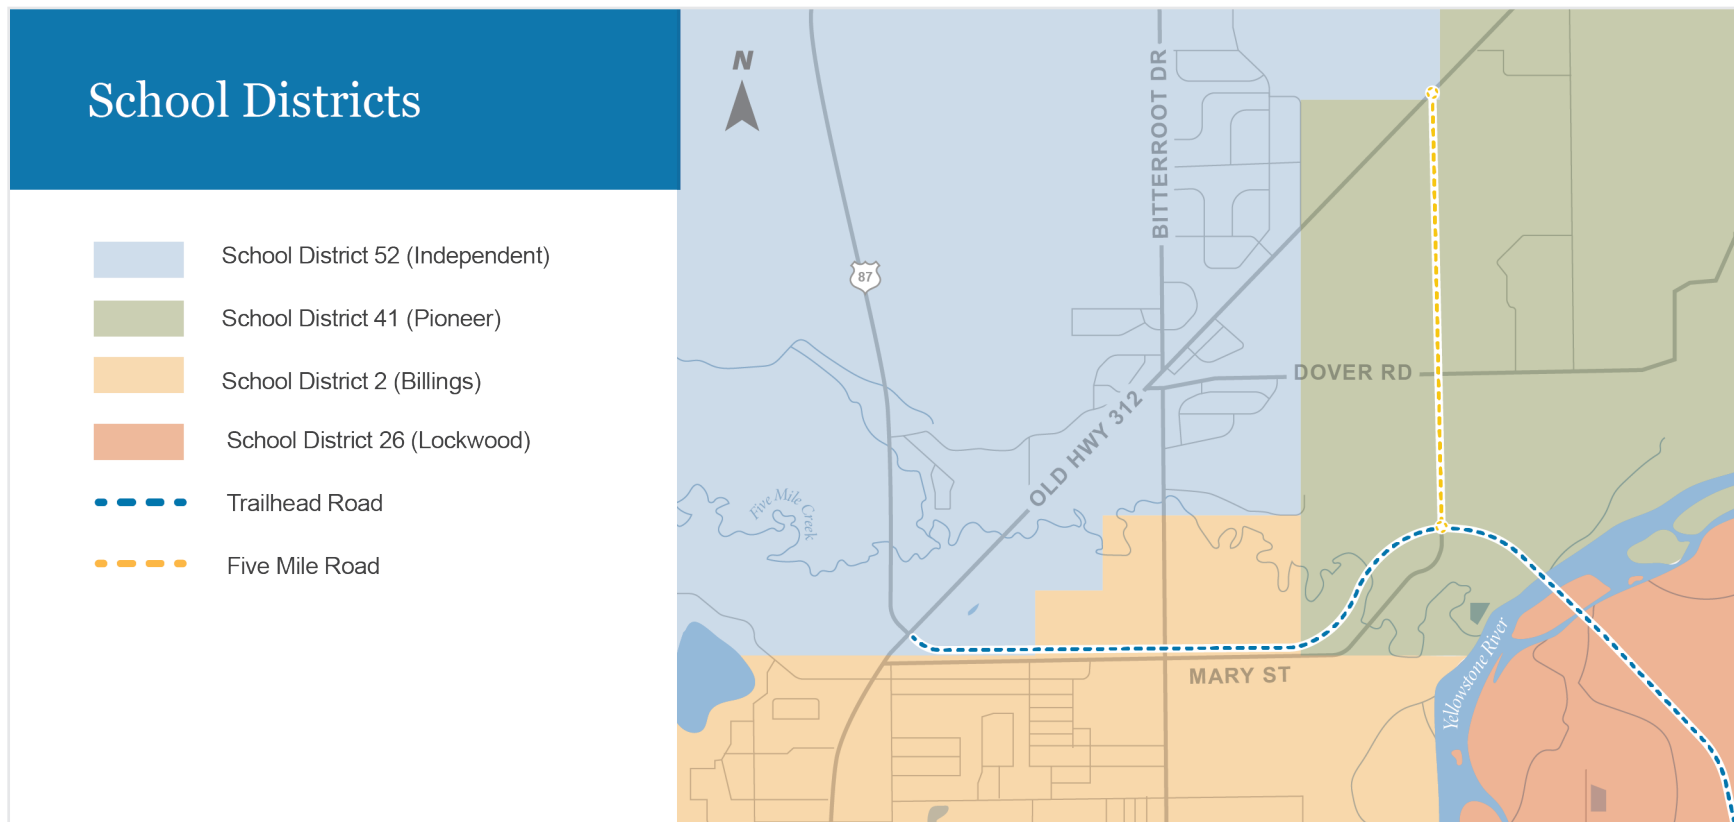 School Districts
School District 52 (Independent)
School District 41 (Pioneer)
School District 2 (Billings)
School District 26 (Lockwood)
Trailhead Road
Five Mile Road
N
BITTERROOT DR
87
DOVER RD
OLD HWY 312
Five Mile Creek
MARY ST
Yellowstone River